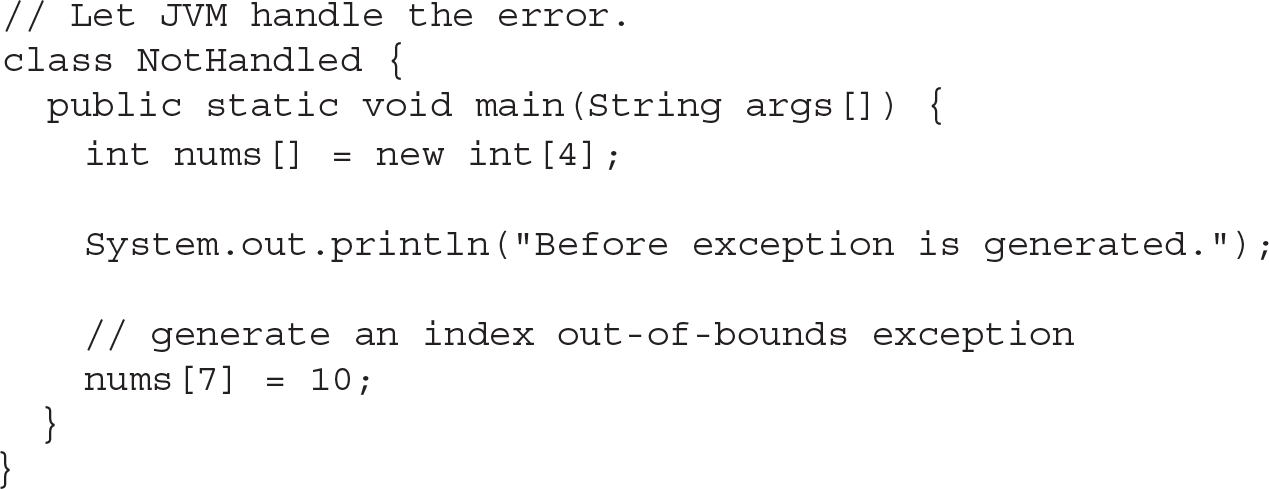 // Let JVM handle the error.
class NotHandled {
  public static void main(String args[]) {
    int nums[] = new int[4];

    System.out.println("Before exception is generated.");

    // generate an index out-of-bounds exception
    nums[7] = 10;
  }
}